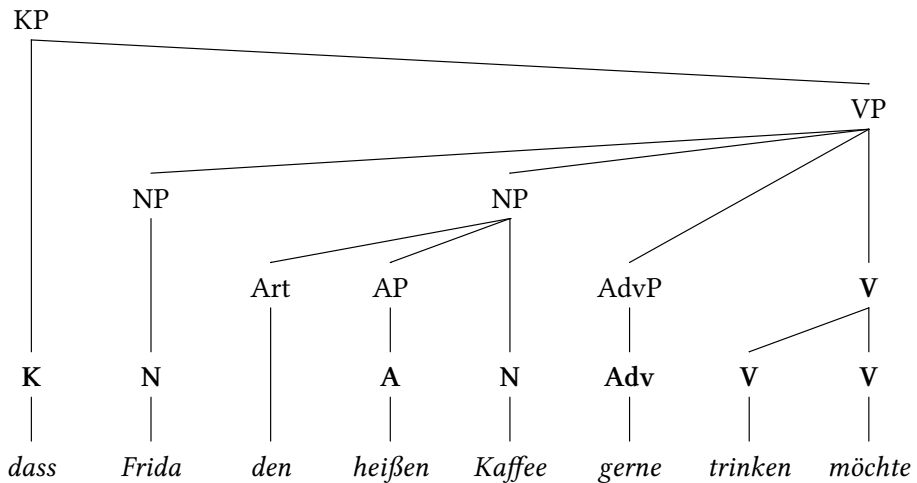 KP
VP
NP NP
Art AP AdvP V
K N A N Adv V V
dass Frida den heißen Kaffee gerne trinken möchte